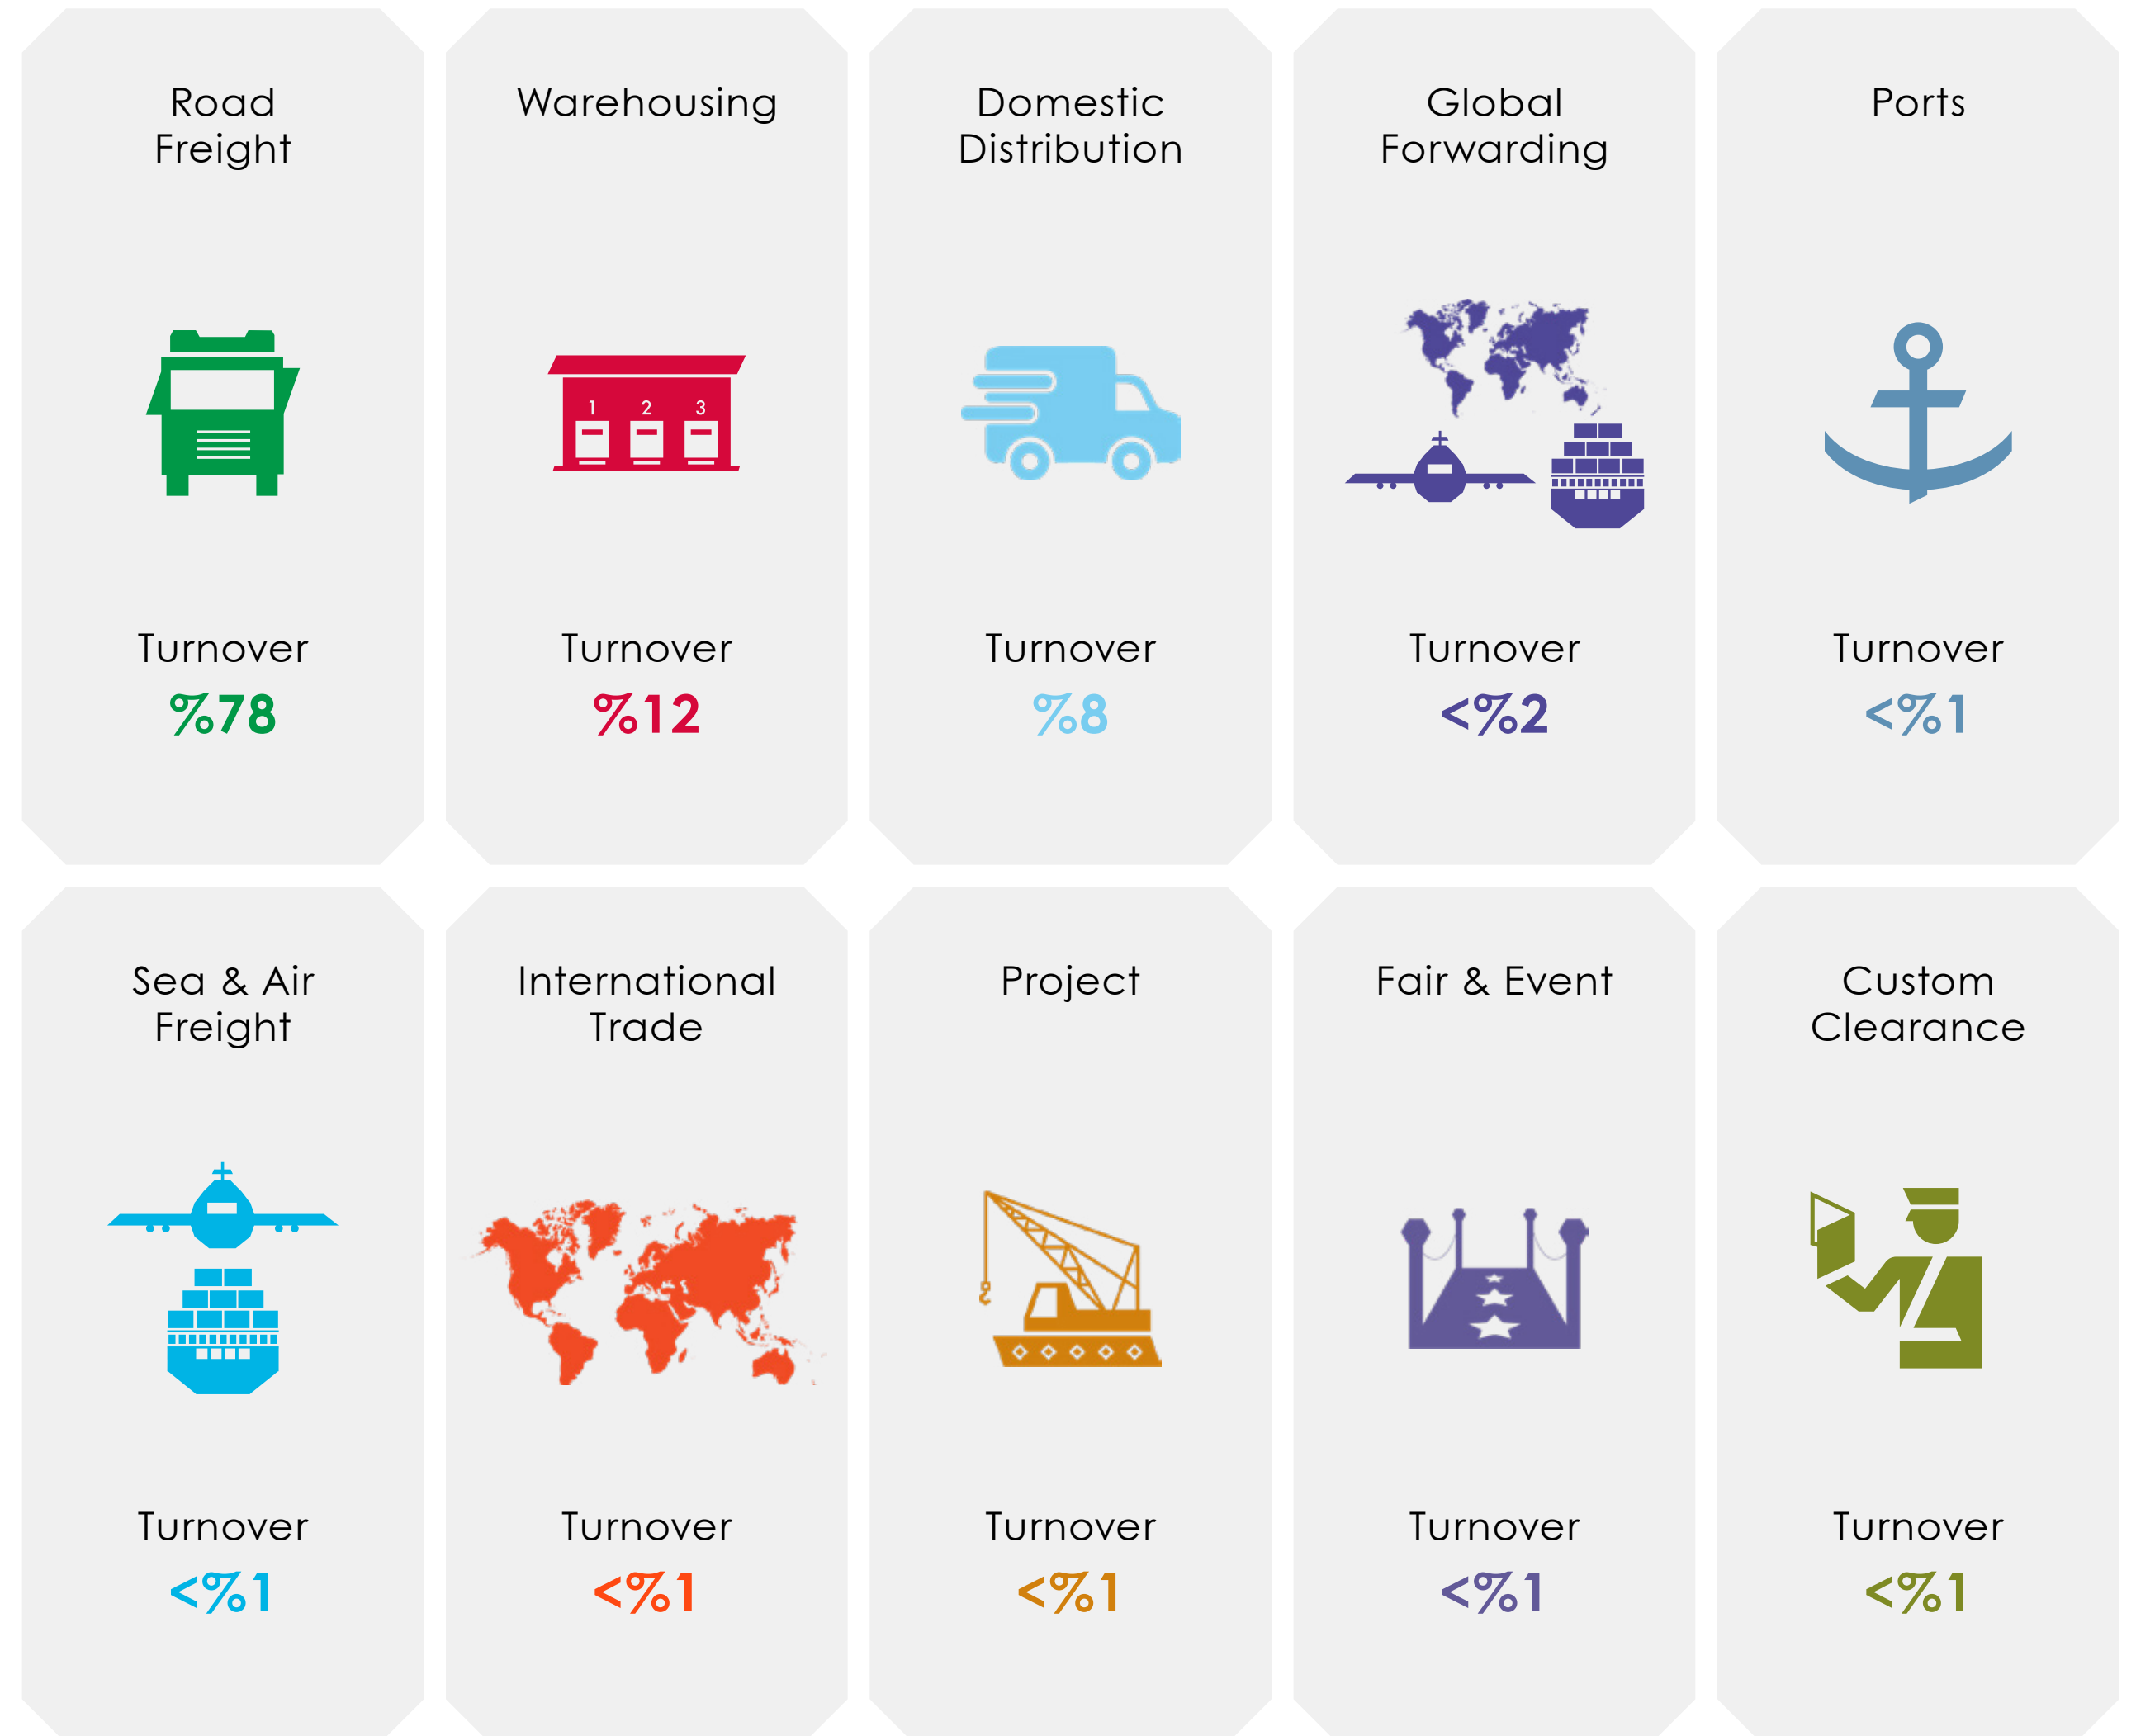 Road
Freight
Turnover
%78
Warehousing
1 2 3
Turnover
%12
Domestic
Distribution
Turnover
%8
Global
Forwarding
Turnover
<%2
Ports
Turnover
<%1
Sea & Air
Freight
Turnover
<%1
International
Trade
Turnover
<%1
Project
Turnover
<%1
Fair & Event
Turnover
<%1
Custom
Clearance
Turnover
<%1